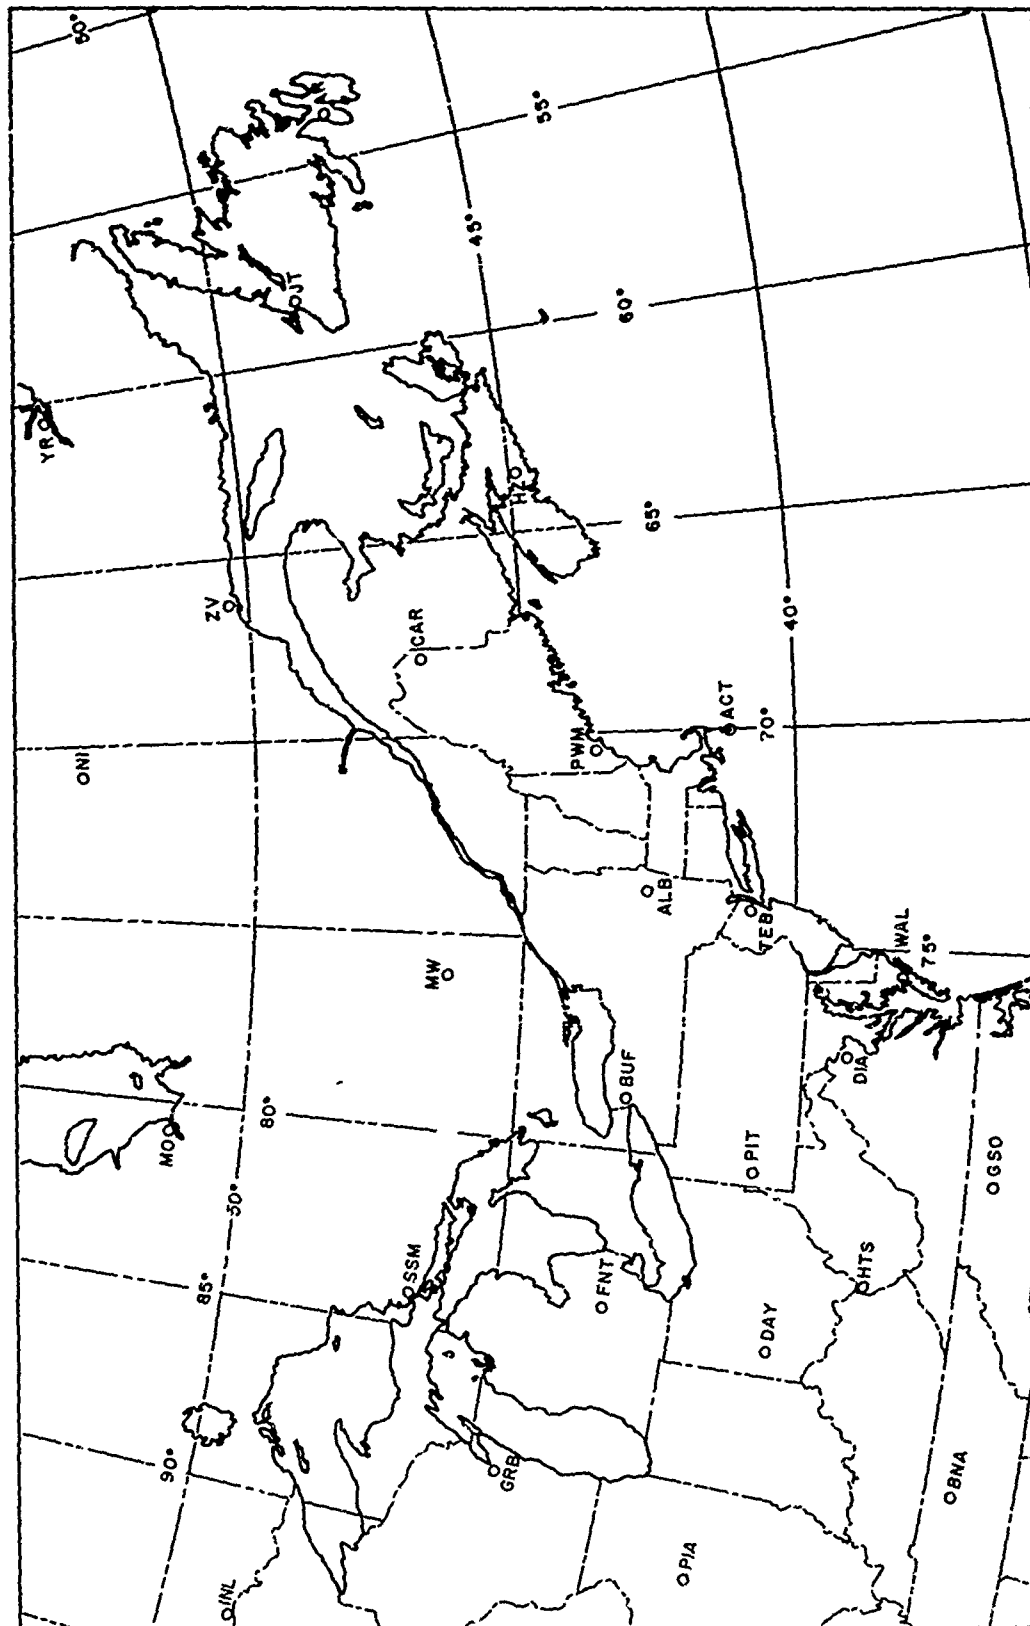 50°
55°
45°
60°
JT
YR
HZ
65°
ZV
CAR
40°
ACT
70°
PWM
NI
ALB
TEB
WAL
75°
MW
DIA
BUF
80°
MO
PIT
GSO
50°
SSM
85°
HTS
FNT
DAY
90°
GRB
BNA
PIA
INL